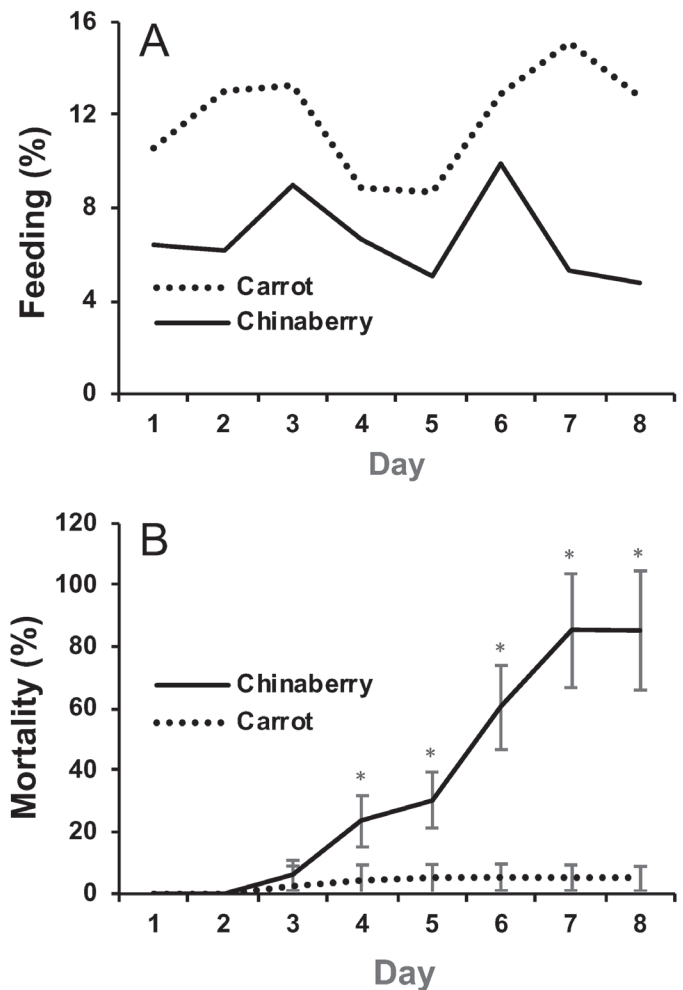 A
Feeding (%)
16
12
8
4
0
Carrot
Chinaberry
1 2 3 4 5 6 7 8
Day
B
Mortality (%)
120
100
80
60
40
20
0
* * * * *
Chinaberry
Carrot
1 2 3 4 5 6 7 8
Day